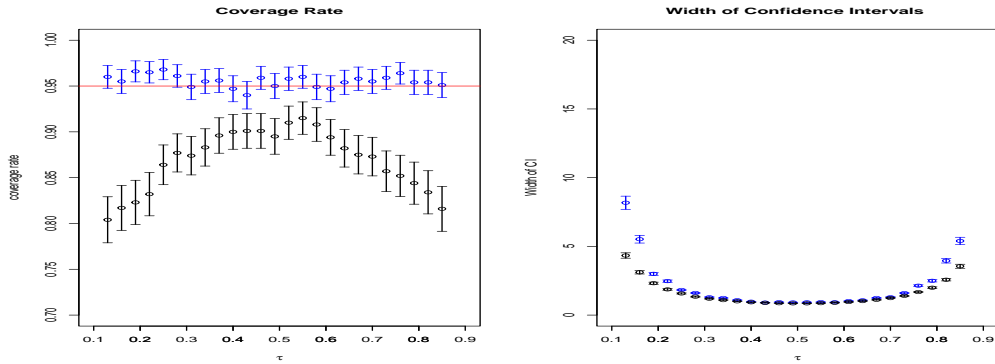 Coverage Rate
1.00
0.95
0.90
0.85
0.80
0.75
0.70
coverage rate
0.1 0.2 0.3 0.4 0.5 0.6 0.7 0.8 0.9
τ
Width of Confidence Intervals
20
15
10
5
0
Width of CI
0.1 0.2 0.3 0.4 0.5 0.6 0.7 0.8 0.9
τ